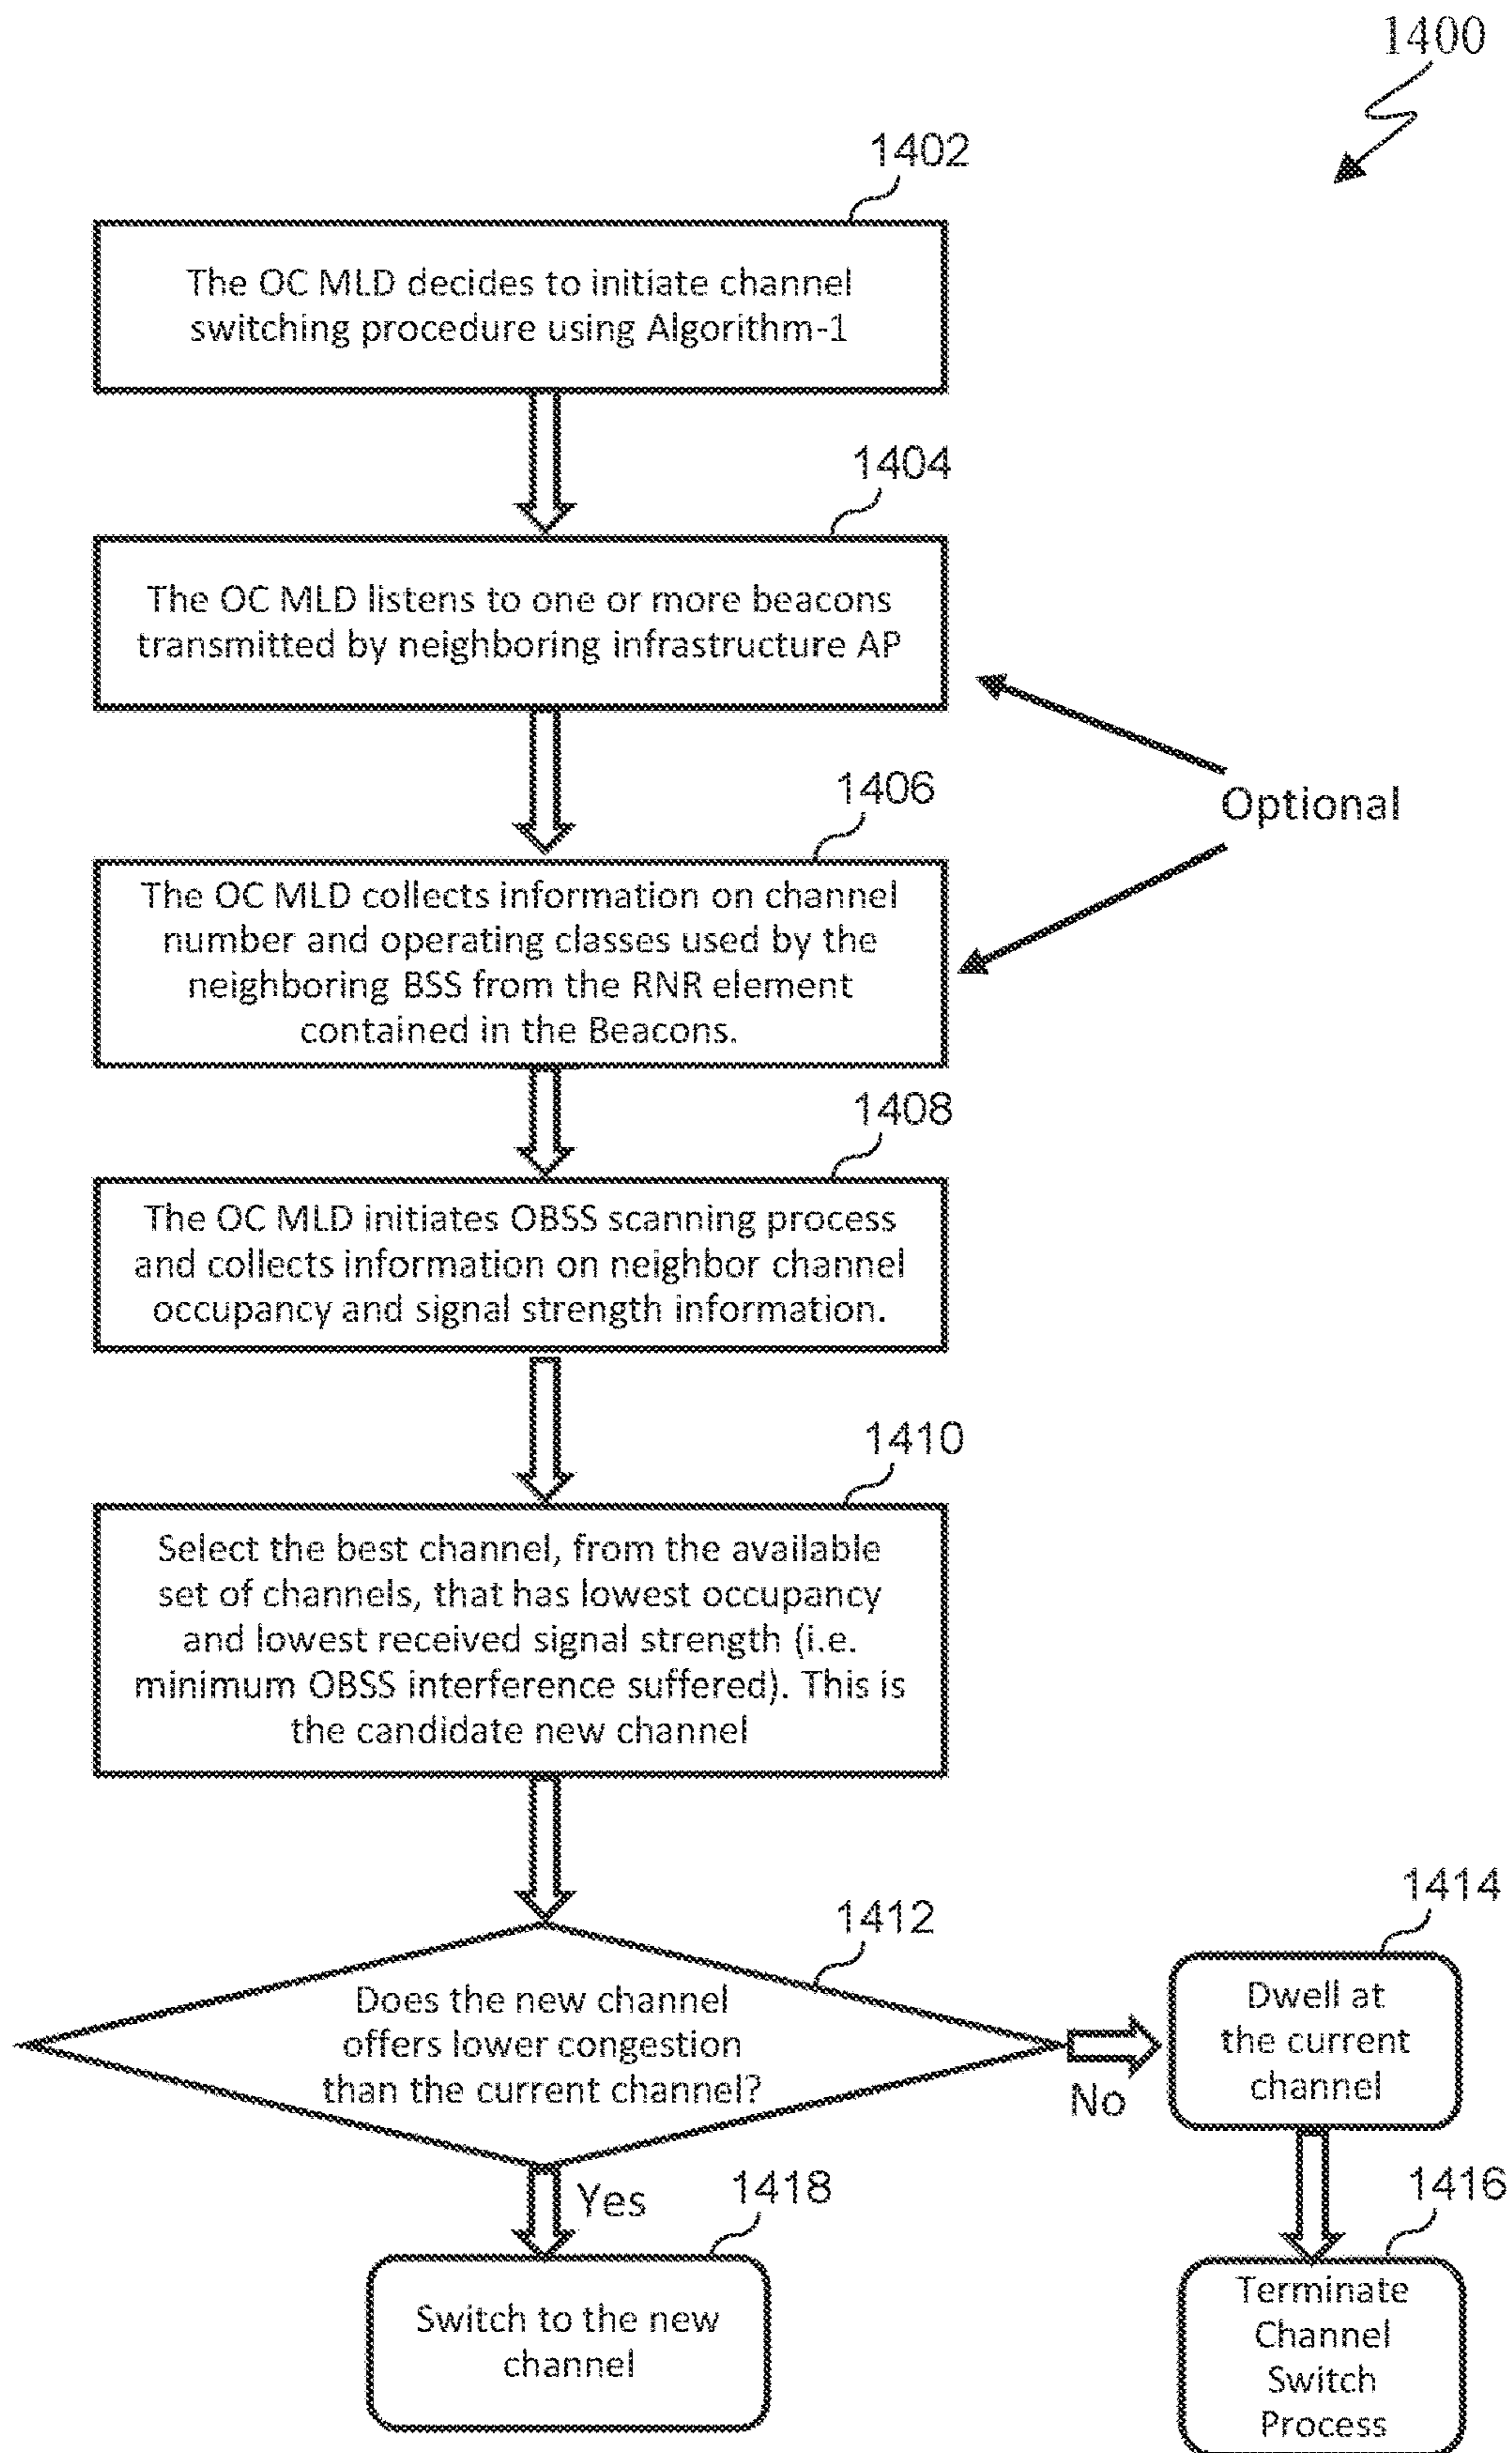 1400
1402
The OC MLD decides to initiate channel
switching procedure using Algorithm-1
1404
The OC MLD listens to one or more beacons
transmitted by neighboring infrastructure AP
Optional
1406
The OC MLD collects information on channel
number and operating classes used by the
neighboring BSS from the RNR element
contained in the Beacons.
1408
The OC MLD initiates OBSS scanning process
and collects information on neighbor channel
occupancy and signal strength information.
1410
Select the best channel, from the available
set of channels, that has lowest occupancy
and lowest received signal strength (i.e.
minimum OBSS interference suffered). This is
the candidate new channel
1412
Does the new channel
offers lower congestion
than the current channel?
No
1414
Dwell at
the current
channel
Yes
1418
Switch to the new
channel
1416
Terminate
Channel
Switch
Process